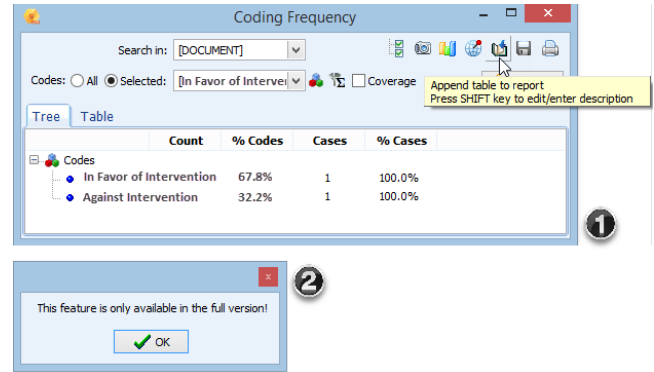 Coding Frequency
Search in: [DOCUMENT]
Codes: All Selected: [In Favor of Interver Coverage
Append table to report
Press SHIFT key to edit/enter description
Tree Table
Count % Codes Cases % Cases
Codes
In Favor of Intervention 67.8% 1 100.0%
Against Intervention 32.2% 1 100.0%
1
This feature is only available in the full version!
OK
2